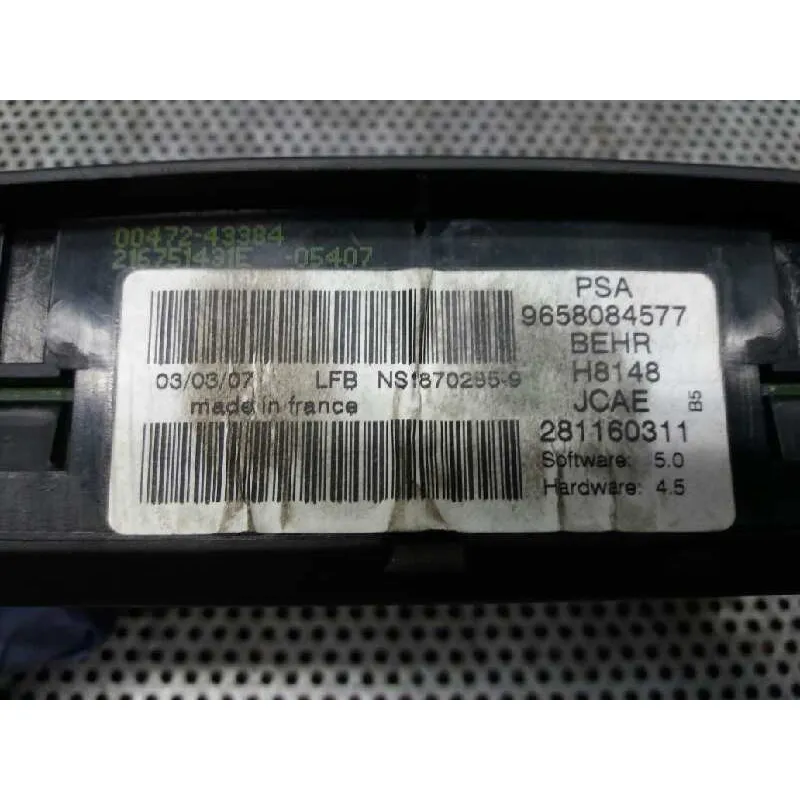 00472-43384
216751431E -05407
PSA
9658084577
BEHR
03/03/07 LFB NS1870295-9
H8148
made in france
JCAE
B5
281160311
Software: 5.0
Hardware: 4.5